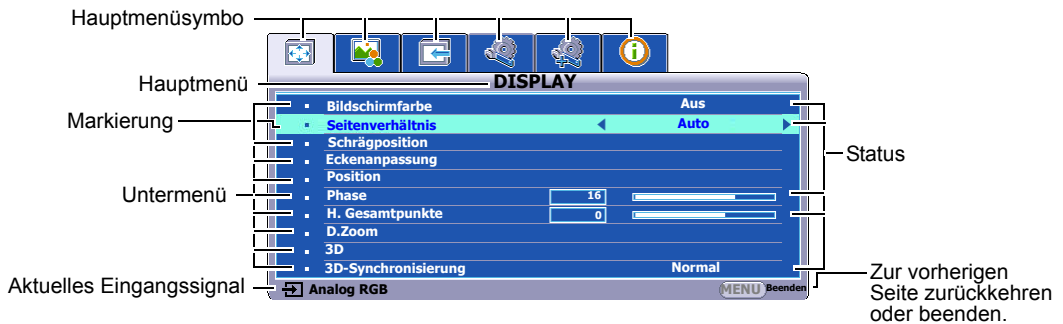 Hauptmenüsymbo
Hauptmenü
DISPLAY
Bildschirmfarbe Aus
Markierung
Seitenverhältnis Auto
Schrägposition
Eckenanpassung
Status
Position
Untermenü
Phase 16
H. Gesamtpunkte 0
D.Zoom
3D
3D-Synchronisierung Normal
Aktuelles Eingangssignal
Analog RGB
MENU Beenden
Zur vorherigen
Seite zurückkehren
oder beenden.